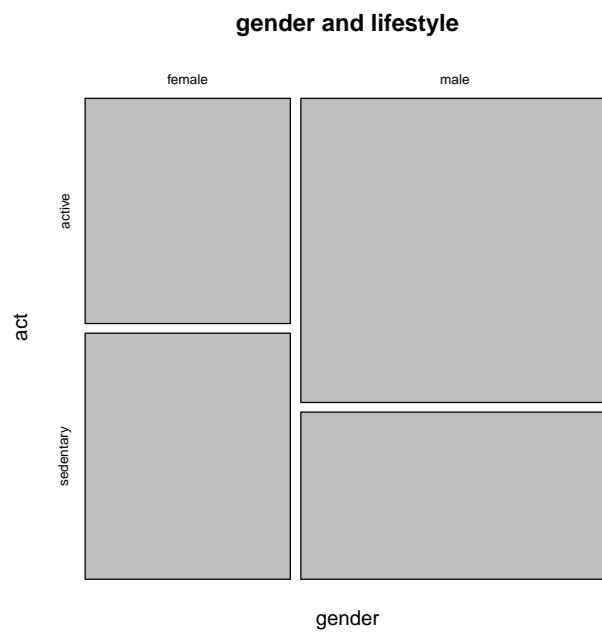 gender and lifestyle
female
male
active
act
sedentary
gender